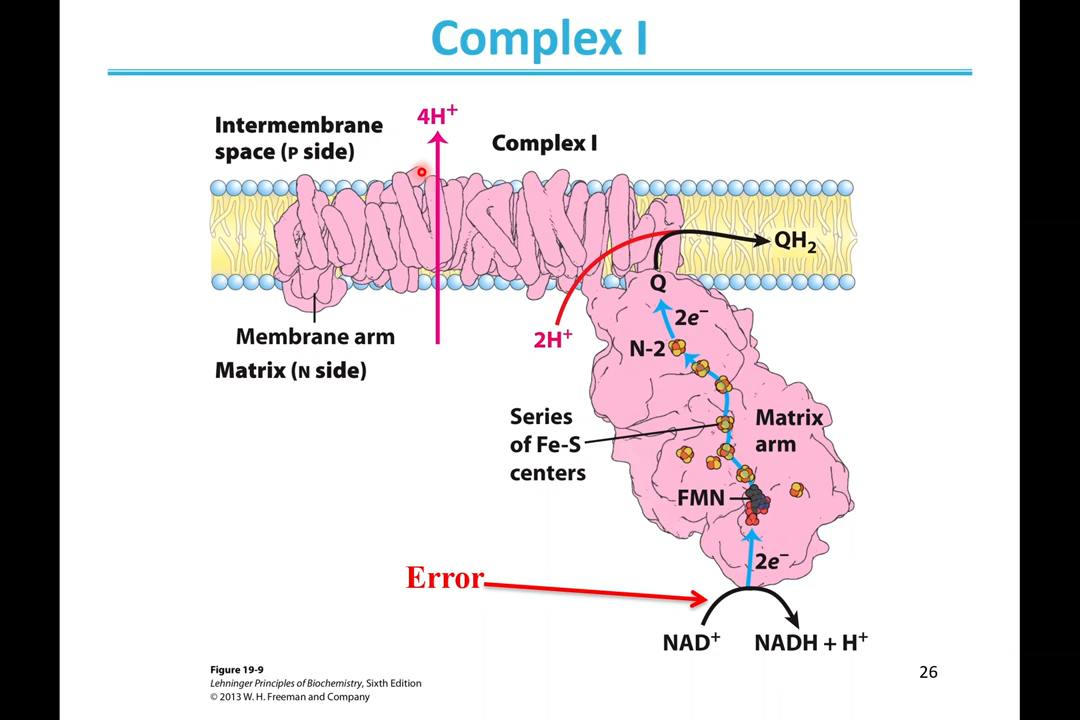 Complex I
Intermembrane
space (P side)
4H⁺
Complex I
QH₂
Q
2e⁻
N-2
2H⁺
Membrane arm
Matrix (N side)
Series
of Fe-S
centers
Matrix
arm
FMN
2e⁻
Error
NAD⁺
NADH + H⁺
Figure 19-9
Lehninger Principles of Biochemistry, Sixth Edition
© 2013 W. H. Freeman and Company
26